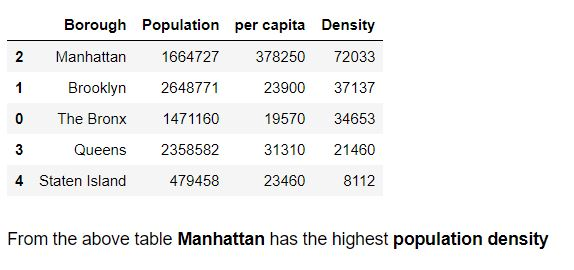 Borough Population per capita Density
2 Manhattan 1664727 378250 72033
1 Brooklyn 2648771 23900 37137
0 The Bronx 1471160 19570 34653
3 Queens 2358582 31310 21460
4 Staten Island 479458 23460 8112
From the above table Manhattan has the highest population density